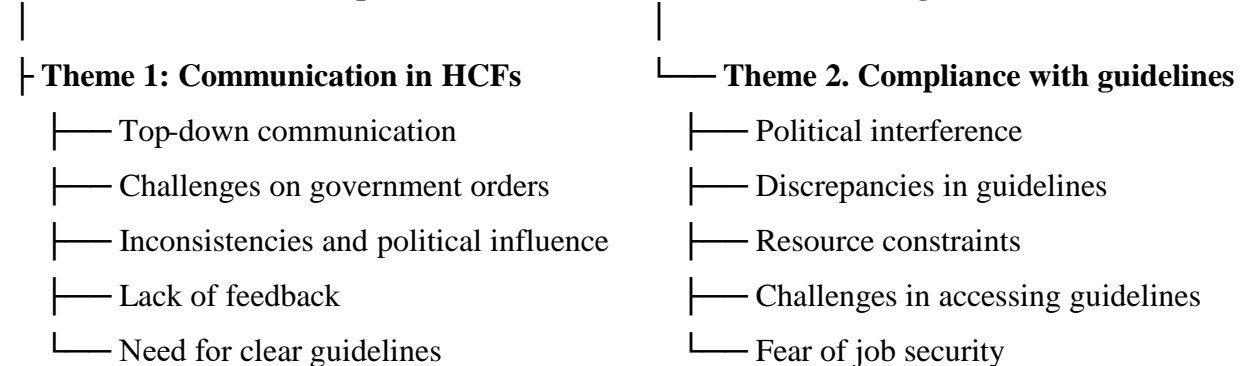 Theme 1: Communication in HCFs
Top-down communication
Challenges on government orders
Inconsistencies and political influence
Lack of feedback
Need for clear guidelines
Theme 2. Compliance with guidelines
Political interference
Discrepancies in guidelines
Resource constraints
Challenges in accessing guidelines
Fear of job security